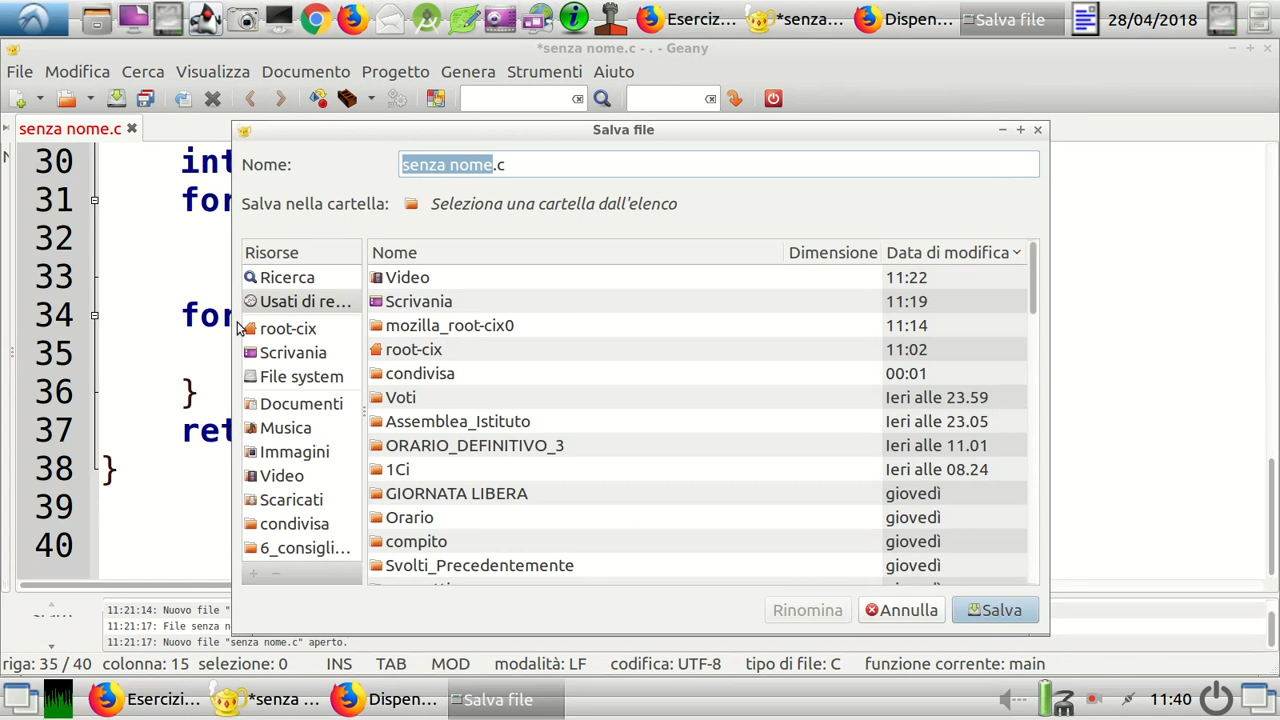 Eserciz...
*senza...
Dispen...
Salva file
28/04/2018
*senza nome.c - . - Geany
File Modifica Cerca Visualizza Documento Progetto Genera Strumenti Aiuto
senza nome.c
Salva file
Nome: senza nome.c
Salva nella cartella: Seleziona una cartella dall'elenco
Risorse
Ricerca
Usati di re...
root-cix
Scrivania
File system
Documenti
Musica
Immagini
Video
Scaricati
condivisa
6_consigli...
Nome Dimensione Data di modifica
Video 11:22
Scrivania 11:19
mozilla_root-cix0 11:14
root-cix 11:02
condivisa 00:01
Voti Ieri alle 23.59
Assemblea_Istituto Ieri alle 23.05
ORARIO_DEFINITIVO_3 Ieri alle 11.01
1Ci Ieri alle 08.24
GIORNATA LIBERA giovedì
Orario giovedì
compito giovedì
Svolti_Precedentemente giovedì
Rinomina Annulla Salva
30 int
31 for
32
33
34 for
35
36 }
37 ret
38 }
39
40
11:21:14: Nuovo file "
11:21:17: File senza n
11:21:17: Nuovo file "senza nome.c" aperto.
riga: 35 / 40 colonna: 15 selezione: 0 INS TAB MOD modalità: LF codifica: UTF-8 tipo di file: C funzione corrente: main
Esercizi...
*senza ...
Dispen...
Salva file
11:40